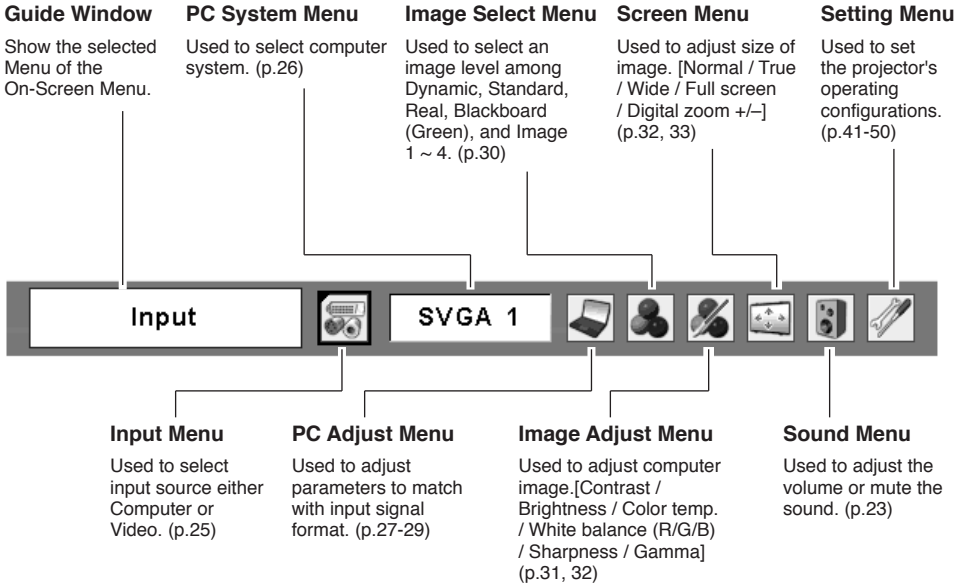 Guide Window
Show the selected
Menu of the
On-Screen Menu.
PC System Menu
Used to select computer
system. (p.26)
Image Select Menu
Used to select an
image level among
Dynamic, Standard,
Real, Blackboard
(Green), and Image
1 ~ 4. (p.30)
Screen Menu
Used to adjust size of
image. [Normal / True
/ Wide / Full screen
/ Digital zoom +/–]
(p.32, 33)
Setting Menu
Used to set
the projector's
operating
configurations.
(p.41-50)
Input
SVGA 1
Input Menu
Used to select
input source either
Computer or
Video. (p.25)
PC Adjust Menu
Used to adjust
parameters to match
with input signal
format. (p.27-29)
Image Adjust Menu
Used to adjust computer
image.[Contrast /
Brightness / Color temp.
/ White balance (R/G/B)
/ Sharpness / Gamma]
(p.31, 32)
Sound Menu
Used to adjust the
volume or mute the
sound. (p.23)